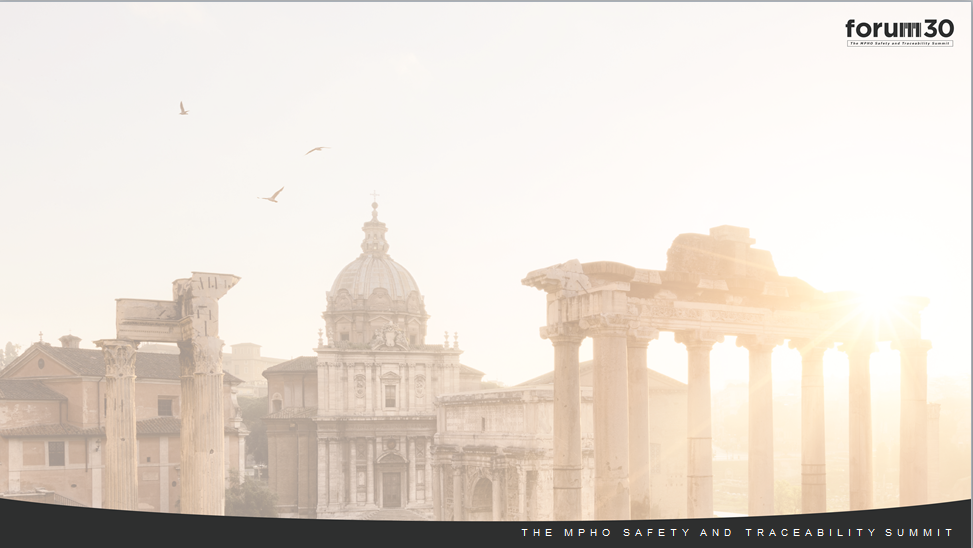 forum30
The MPHO Safety and Traceability Summit
THE MPHO SAFETY AND TRACEABILITY SUMMIT